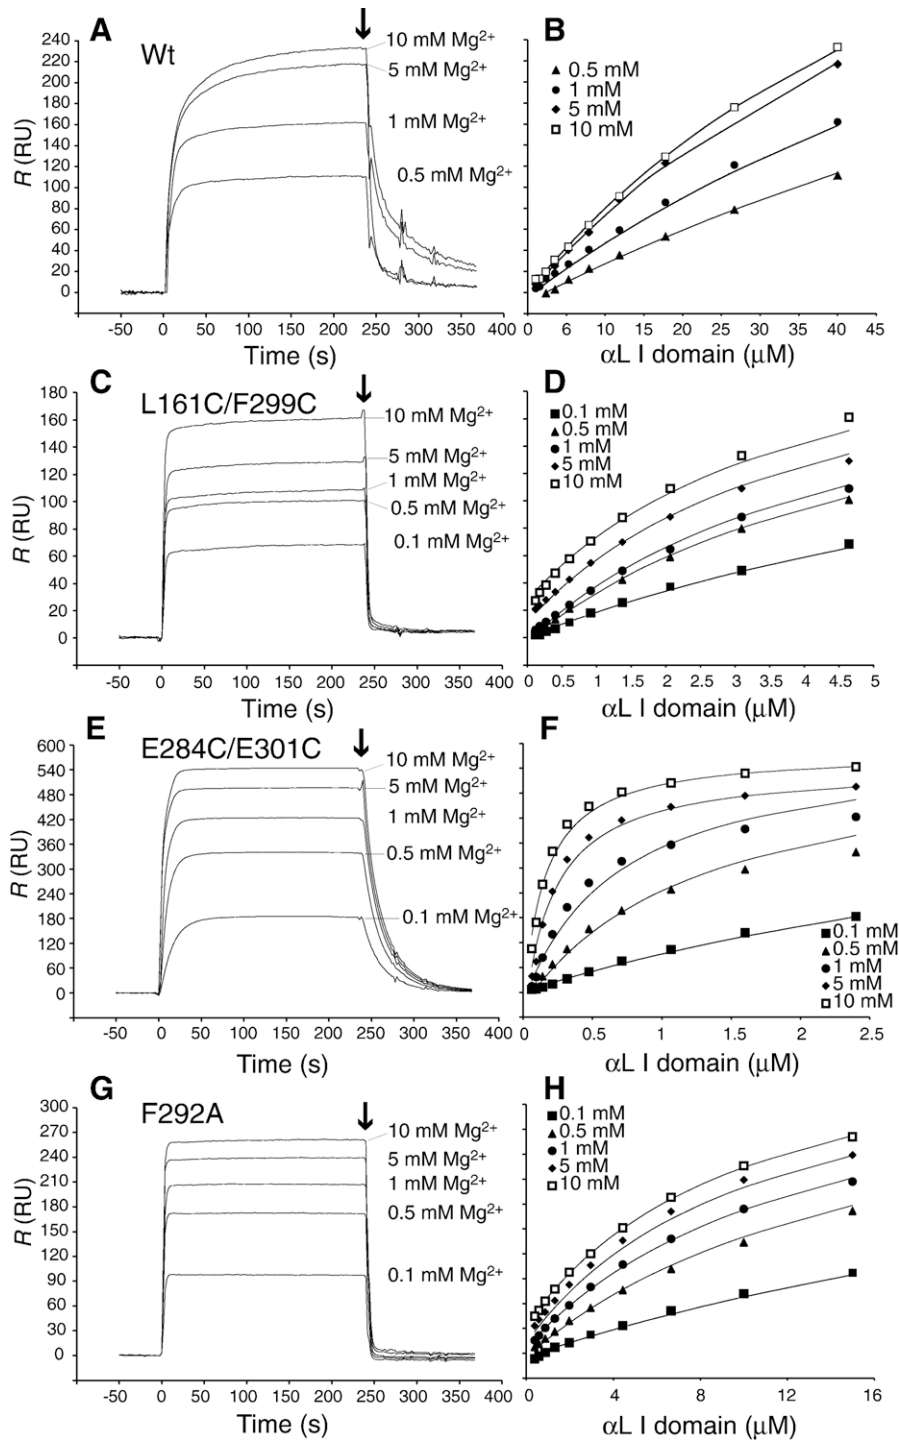 A
Wt
10 mM Mg2+
5 mM Mg2+
1 mM Mg2+
0.5 mM Mg2+
R (RU)
240
220
200
180
160
140
120
100
80
60
40
20
0
-50 0 50 100 150 200 250 300 350 400
Time (s)
B
0.5 mM
1 mM
5 mM
10 mM
0 6 10 15 20 25 30 35 40 45
αL I domain (μM)
C
L161C/F299C
10 mM Mg2+
5 mM Mg2+
1 mM Mg2+
0.5 mM Mg2+
0.1 mM Mg2+
R (RU)
180
160
140
120
100
80
60
40
20
0
-50 0 50 100 150 200 250 300 350 400
Time (s)
D
0.1 mM
0.5 mM
1 mM
5 mM
10 mM
0 0.5 1 1.5 2 2.5 3 3.5 4 4.5 5
αL I domain (μM)
E
E284C/E301C
10 mM Mg2+
5 mM Mg2+
1 mM Mg2+
0.5 mM Mg2+
0.1 mM Mg2+
R (RU)
600
540
480
420
360
300
240
180
120
60
0
-50 0 50 100 150 200 250 300 350 400
Time (s)
F
0.1 mM
0.5 mM
1 mM
5 mM
10 mM
0 0.5 1 1.5 2 2.5
αL I domain (μM)
G
F292A
10 mM Mg2+
5 mM Mg2+
1 mM Mg2+
0.5 mM Mg2+
0.1 mM Mg2+
R (RU)
300
270
240
210
180
150
120
90
60
30
0
-50 0 50 100 150 200 250 300 350 400
Time (s)
H
0.1 mM
0.5 mM
1 mM
5 mM
10 mM
0 4 8 12 16
αL I domain (μM)